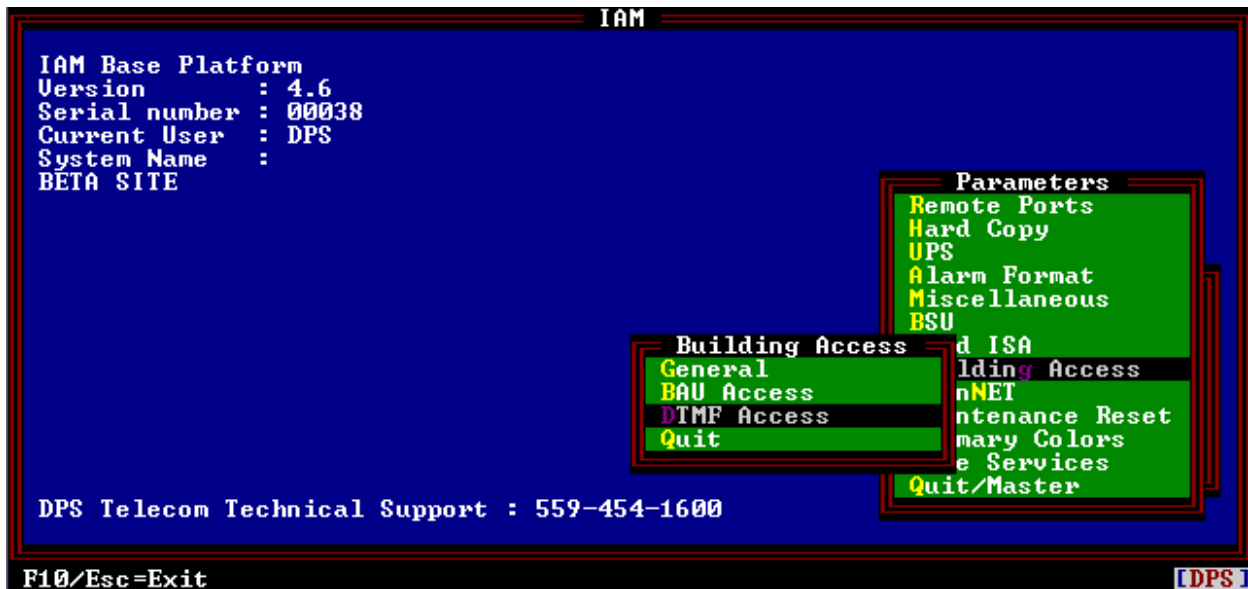 IAM
IAM Base Platform
Version : 4.6
Serial number : 00038
Current User : DPS
System Name :
BETA SITE
Parameters
Remote Ports
Hard Copy
UPS
Alarm Format
Miscellaneous
BSU
d ISA
lding Access
nNET
ntenance Reset
mary Colors
e Services
Quit/Master
Building Access
General
BAU Access
DTMF Access
Quit
DPS Telecom Technical Support : 559-454-1600
F10/Esc=Exit
[DPS]